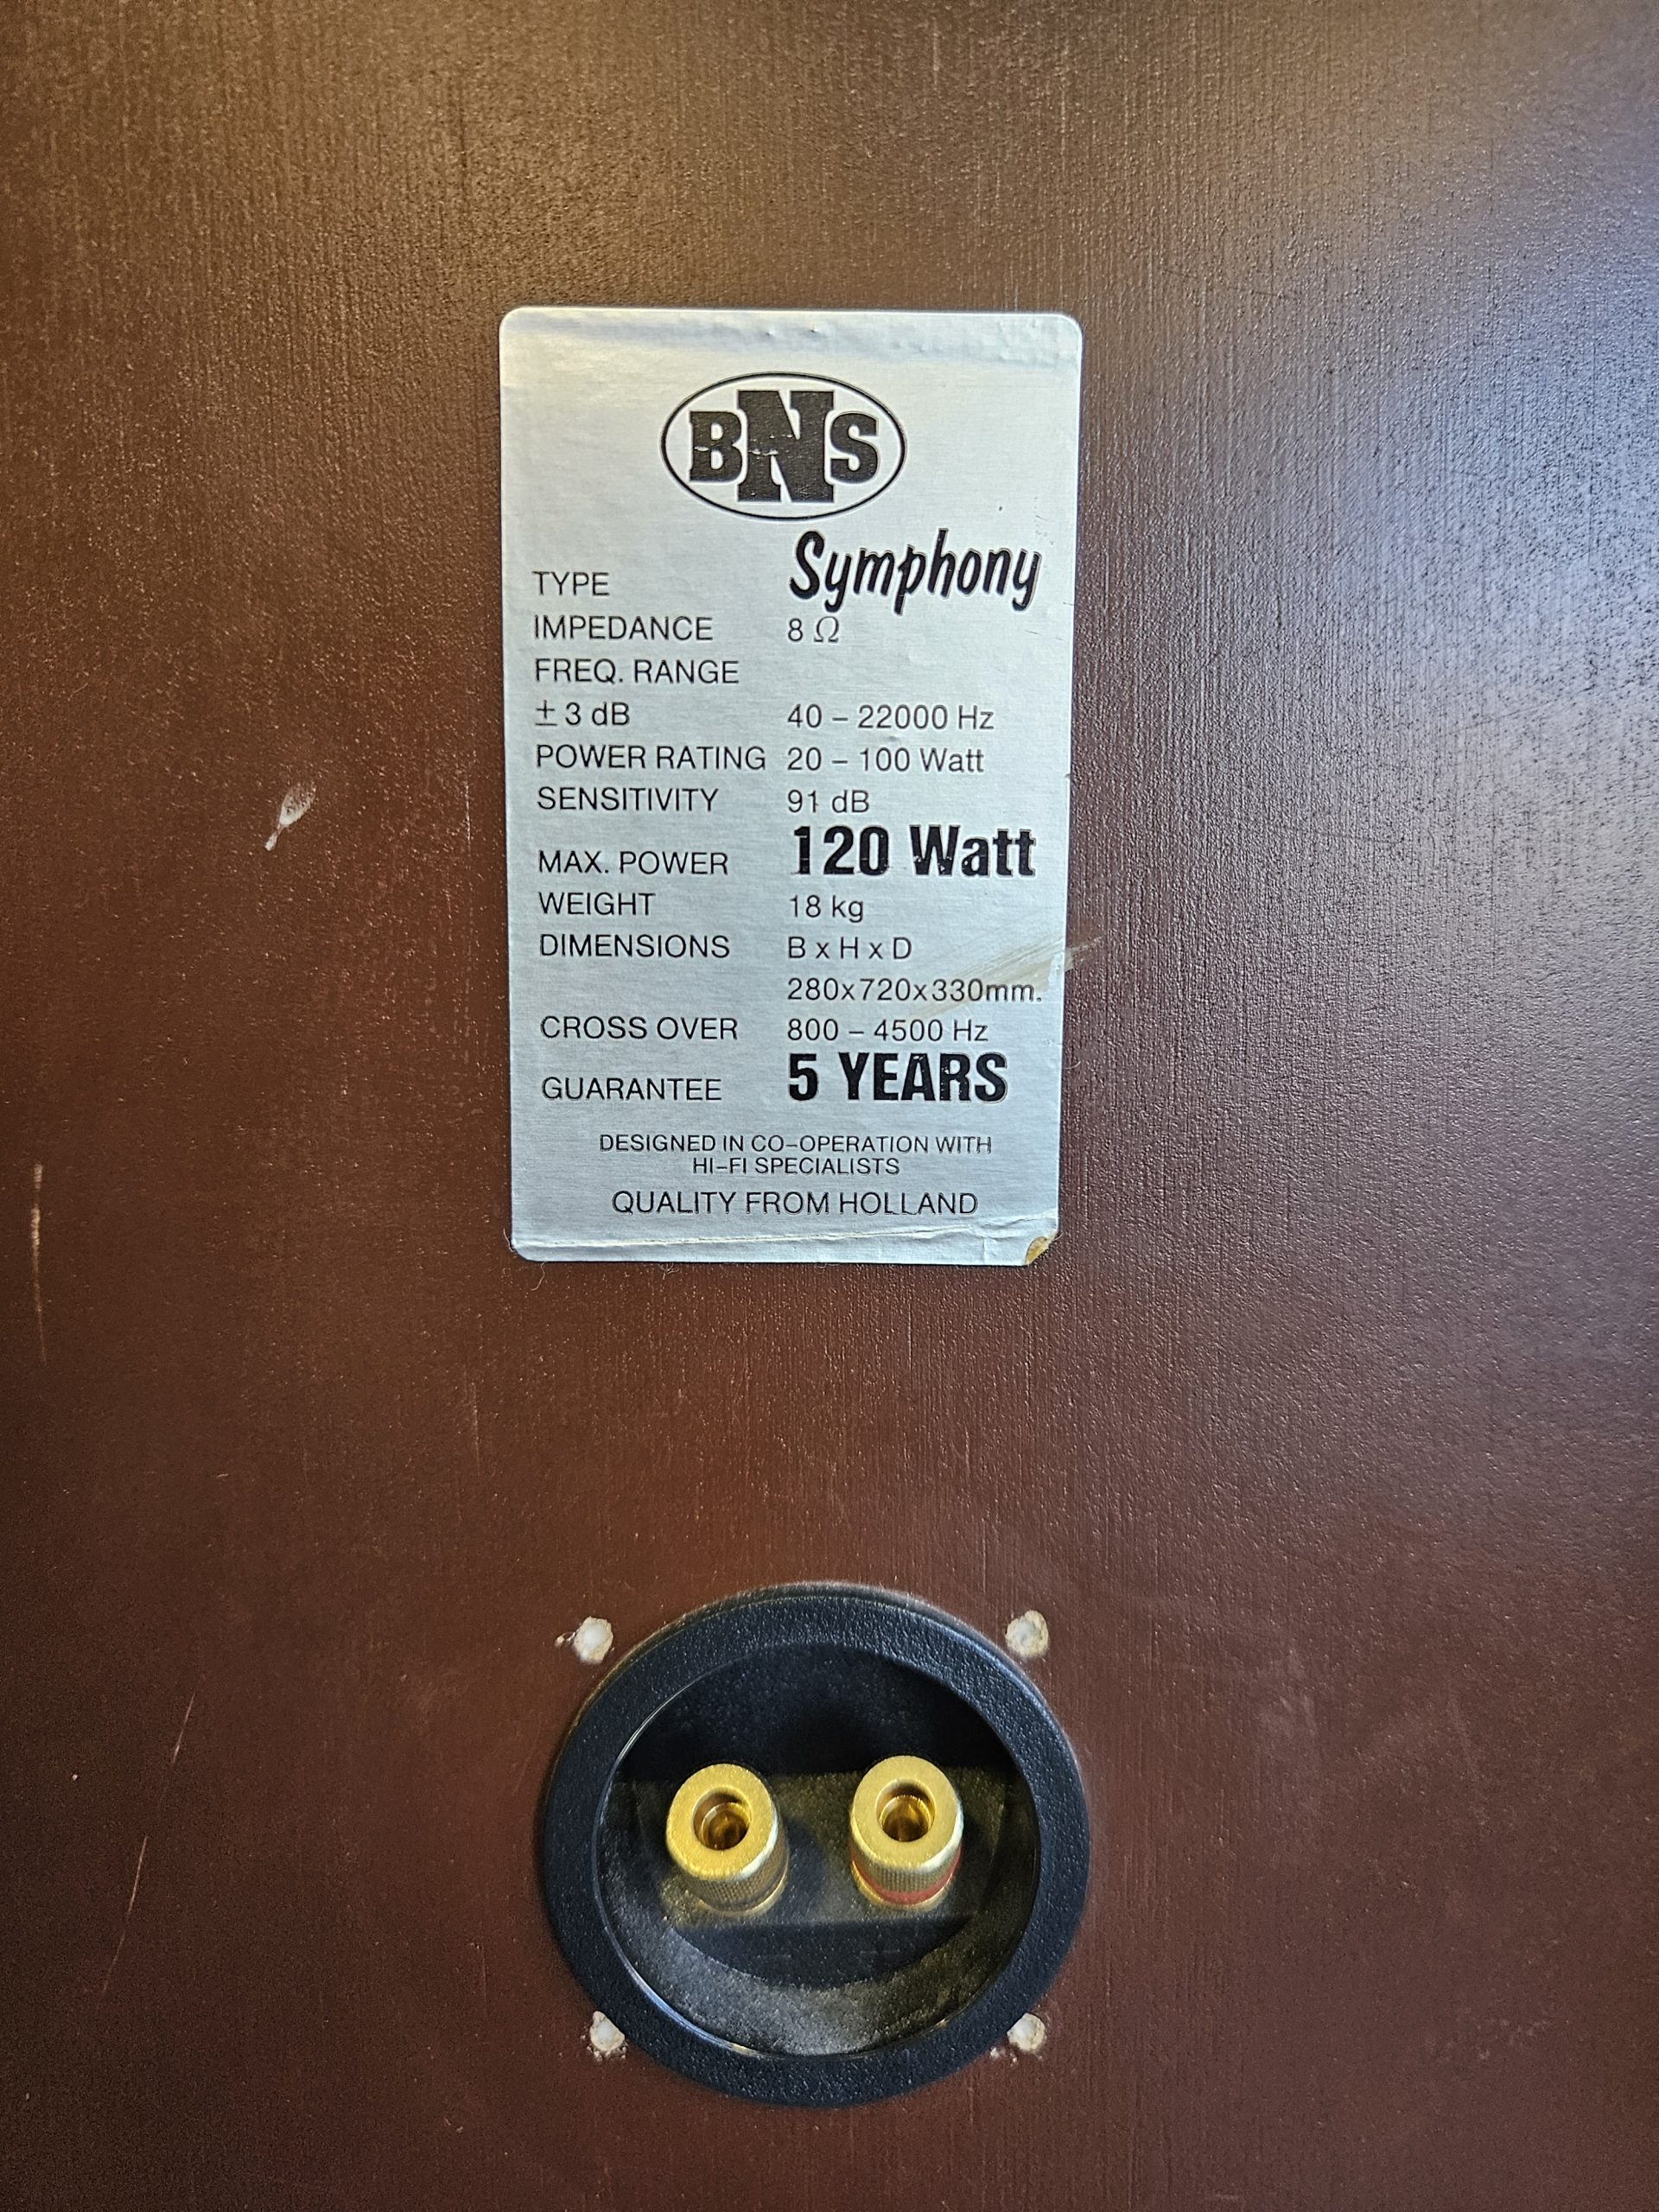 BNS
TYPE Symphony
IMPEDANCE 8 Ω
FREQ. RANGE
± 3 dB 40 – 22000 Hz
POWER RATING 20 – 100 Watt
SENSITIVITY 91 dB
MAX. POWER 120 Watt
WEIGHT 18 kg
DIMENSIONS B x H x D
280x720x330mm.
CROSS OVER 800 – 4500 Hz
GUARANTEE 5 YEARS
DESIGNED IN CO-OPERATION WITH
HI-FI SPECIALISTS
QUALITY FROM HOLLAND